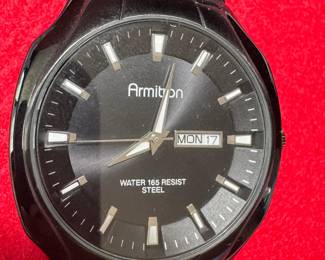 Armitron
MON 17
WATER 165 RESIST
STEEL